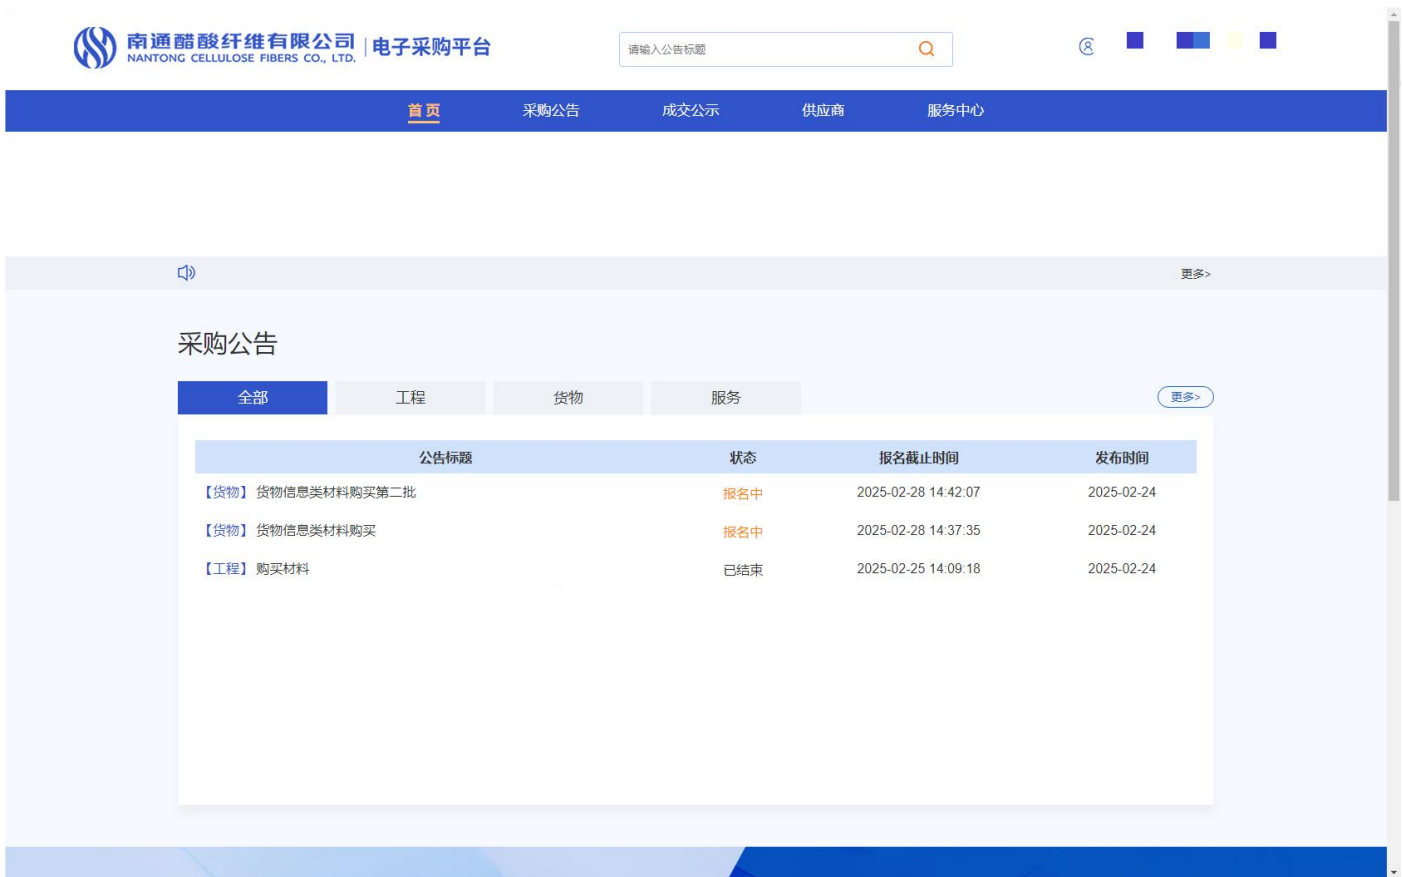 南通醋酸纤维有限公司 电子采购平台
NANTONG CELLULOSE FIBERS CO., LTD.
请输入公告标题
首页 采购公告 成交公示 供应商 服务中心
更多>
采购公告
全部 工程 货物 服务 更多>
公告标题 状态 报名截止时间 发布时间
【货物】 货物信息类材料购买第二批 报名中 2025-02-28 14:42:07 2025-02-24
【货物】 货物信息类材料购买 报名中 2025-02-28 14:37:35 2025-02-24
【工程】 购买材料 已结束 2025-02-25 14:09:18 2025-02-24